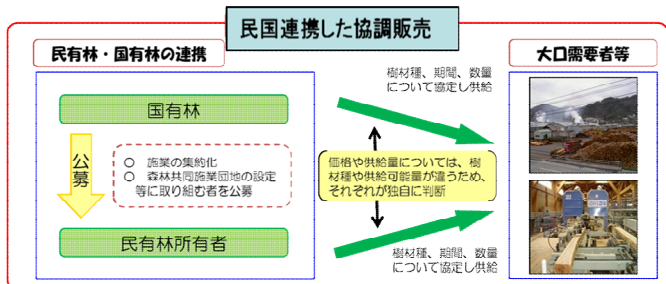 民国連携した協調販売
民有林・国有林の連携
大口需要者等
樹材種、期間、数量
について協定し供給
国有林
公募
○ 施業の集約化
○ 森林共同施業団地の設定
等に取り組む者を公募
価格や供給量については、樹
材種や供給可能量が違うため、
それぞれが独自に判断
民有林所有者
樹材種、期間、数量
について協定し供給